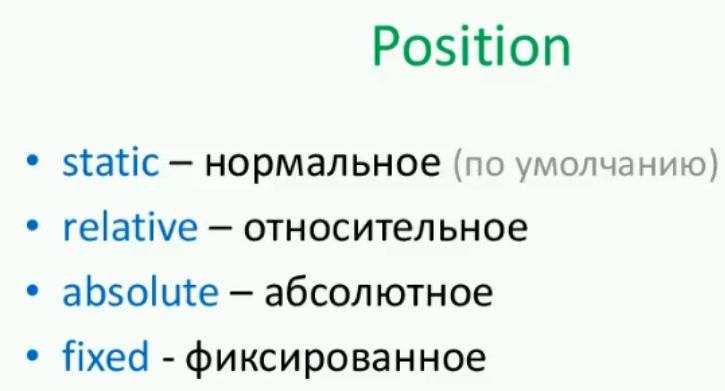 Position
• static – нормальное (по умолчанию)
• relative – относительное
• absolute – абсолютное
• fixed - фиксированное